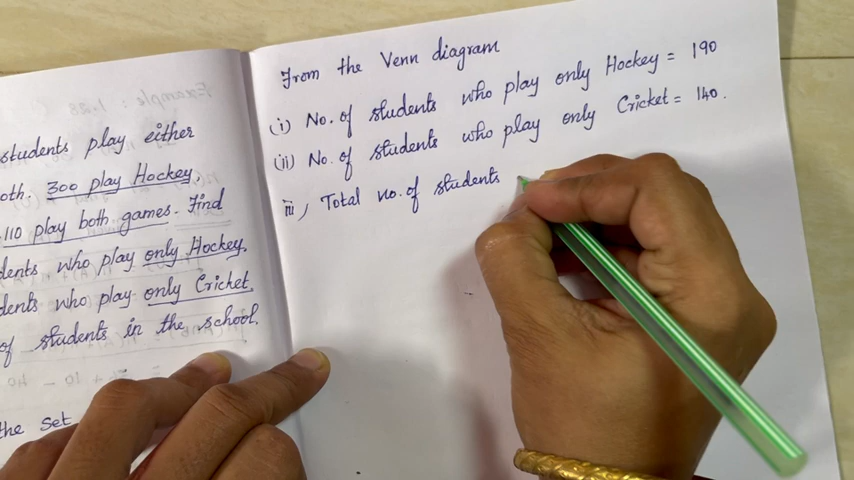 students play either
oth. 300 play Hockey,
110 play both games. Find
dents who play only Hockey.
dents who play only Cricket.
of students in the school.
the set
From the Venn diagram
(i) No. of students who play only Hockey = 190
(ii) No. of students who play only Cricket = 140.
iii, Total no. of students